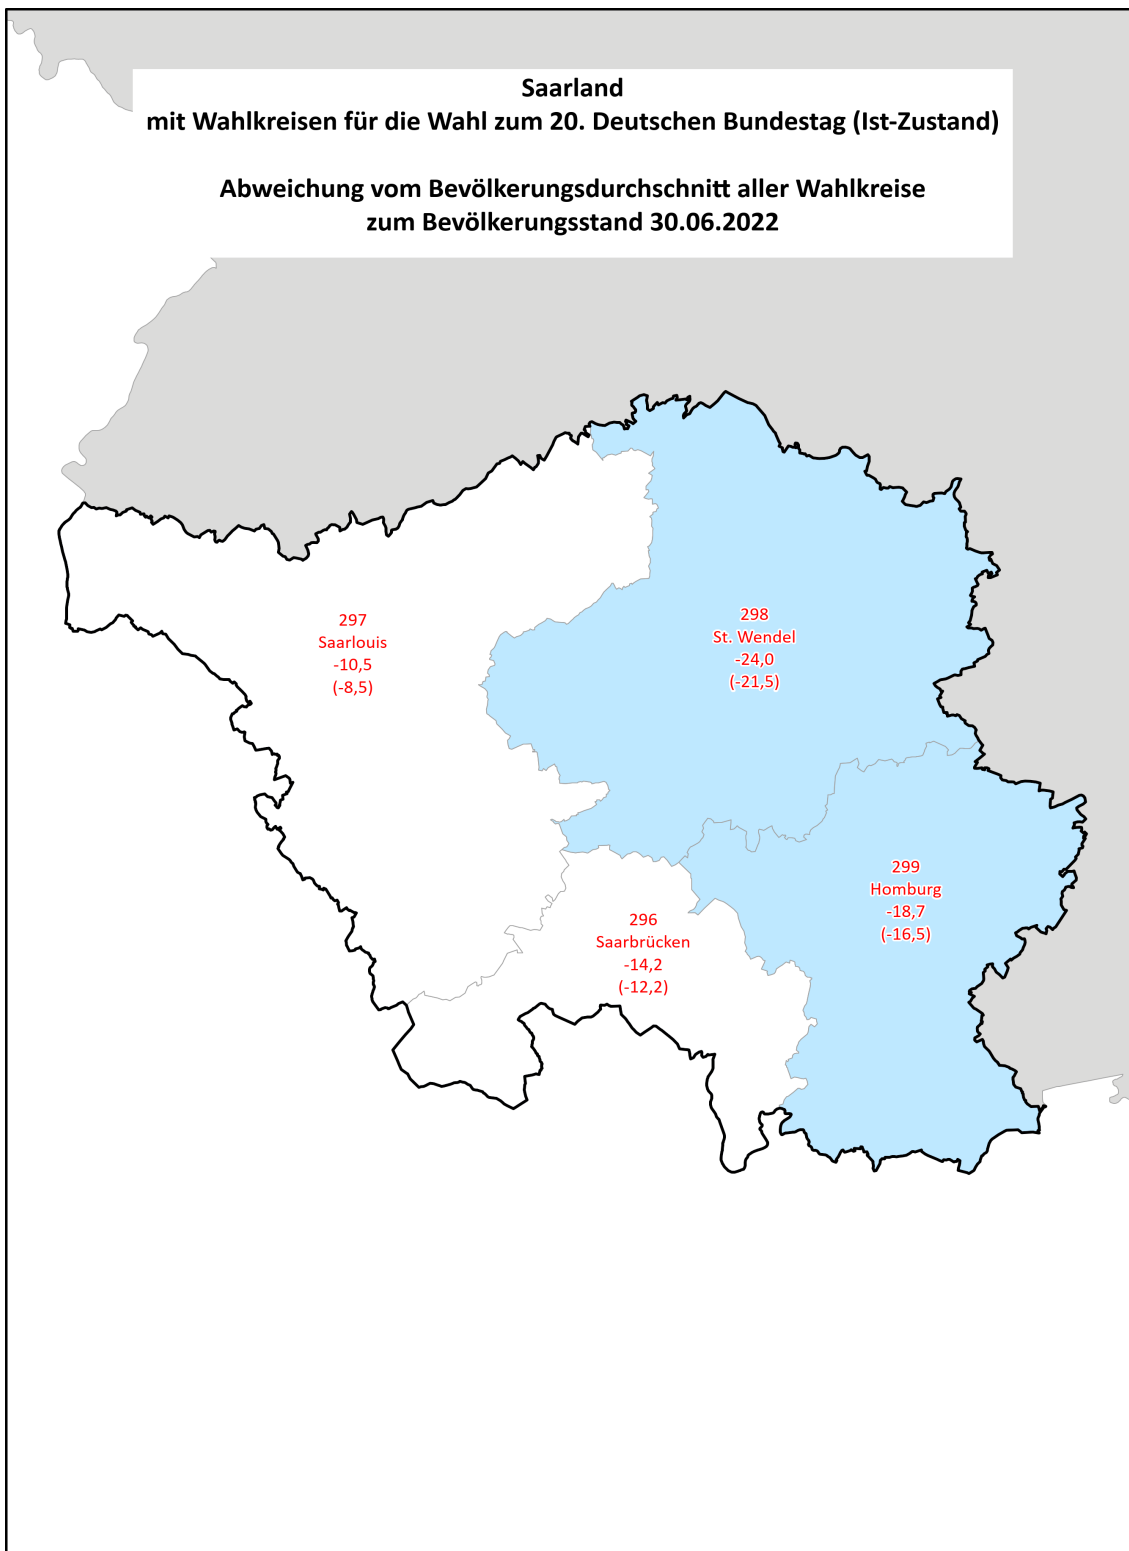 Saarland
mit Wahlkreisen für die Wahl zum 20. Deutschen Bundestag (Ist-Zustand)
Abweichung vom Bevölkerungsdurchschnitt aller Wahlkreise
zum Bevölkerungsstand 30.06.2022
297
Saarlouis
-10,5
(-8,5)
298
St. Wendel
-24,0
(-21,5)
299
Homburg
-18,7
(-16,5)
296
Saarbrücken
-14,2
(-12,2)